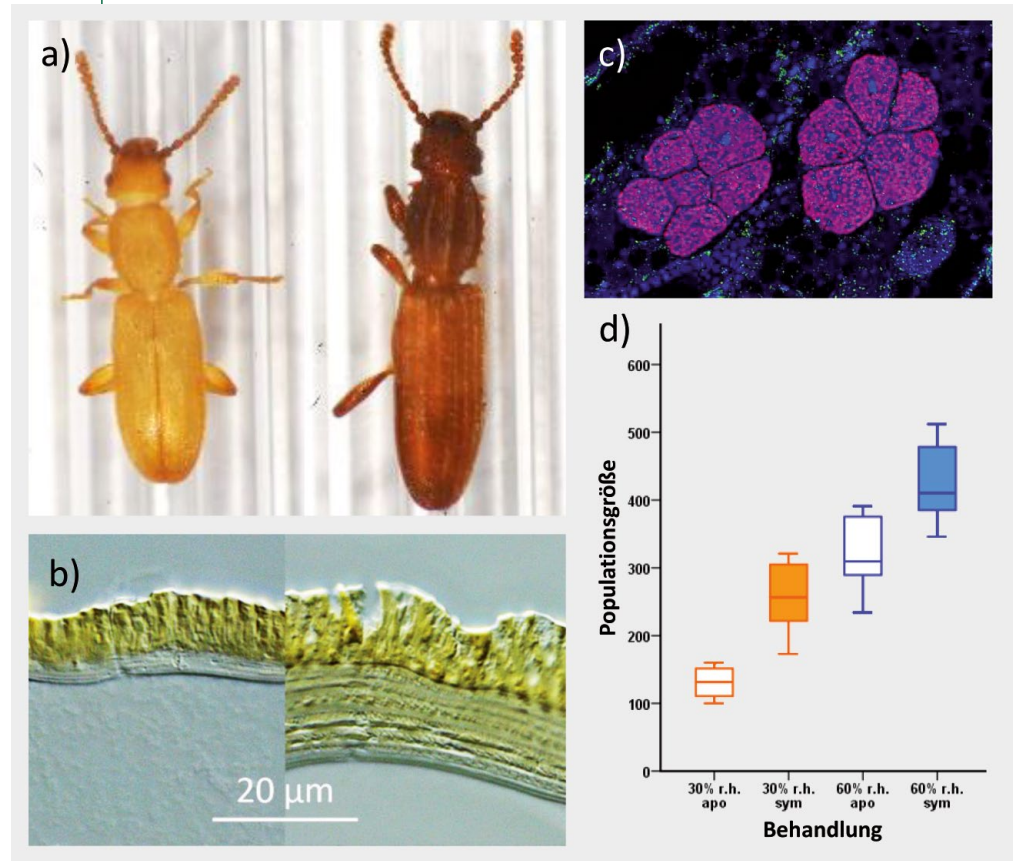 a)
c)
b)
20 µm
d)
Populationsgröße
600
500
400
300
200
100
0
30% r.h. 30% r.h. 60% r.h. 60% r.h.
apo sym apo sym
Behandlung